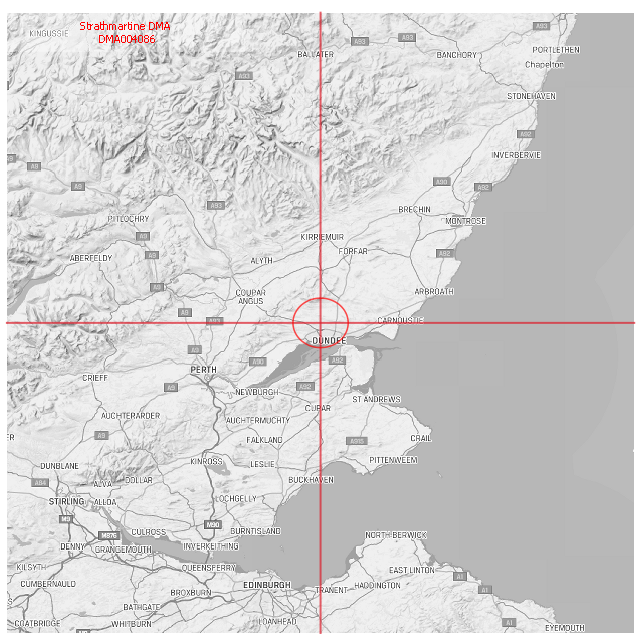 Strathmartine DMA
DMA004086
KINGUSSIE
A90
A93
A93
PORTLETHEN
BALLATER
BANCHORY
Chapelton
A93
STONEHAVEN
A92
INVERBERVIE
A9
A9
A90
A92
A93
BRECHIN
PITLOCHRY
MONTROSE
A9
KIRRIEMUIR
A9
FORFAR
A92
ABERFELDY
ALYTH
A9
COUPAR
ANGUS
ARBROATH
A9
CARNOUSTIE
DUNDEE
A9
A90
A92
PERTH
CRIEFF
A9
A92
NEWBURGH
ST ANDREWS
CUPAR
AUCHTERARDER
AUCHTERMUCHTY
A9
FALKLAND
A915
CRAIL
KINROSS
LESLIE
PITTENWEEM
DUNBLANE
A84
ALVA
DOLLAR
BUCKHAVEN
STIRLING
ALLOA
LOCHGELLY
M9
M90
CULROSS
BURNTISLAND
M876
NORTH BERWICK
DENNY
GRANGEMOUTH
INVERKEITHING
KILSYTH
QUEENSFERRY
EAST LINTON
A1
CUMBERNAULD
EDINBURGH
HADDINGTON
BROXBURN
TRANENT
A1
BATHGATE
COATBRIDGE
WHITBURN
LOANHEAD
A1
EYEMOUTH